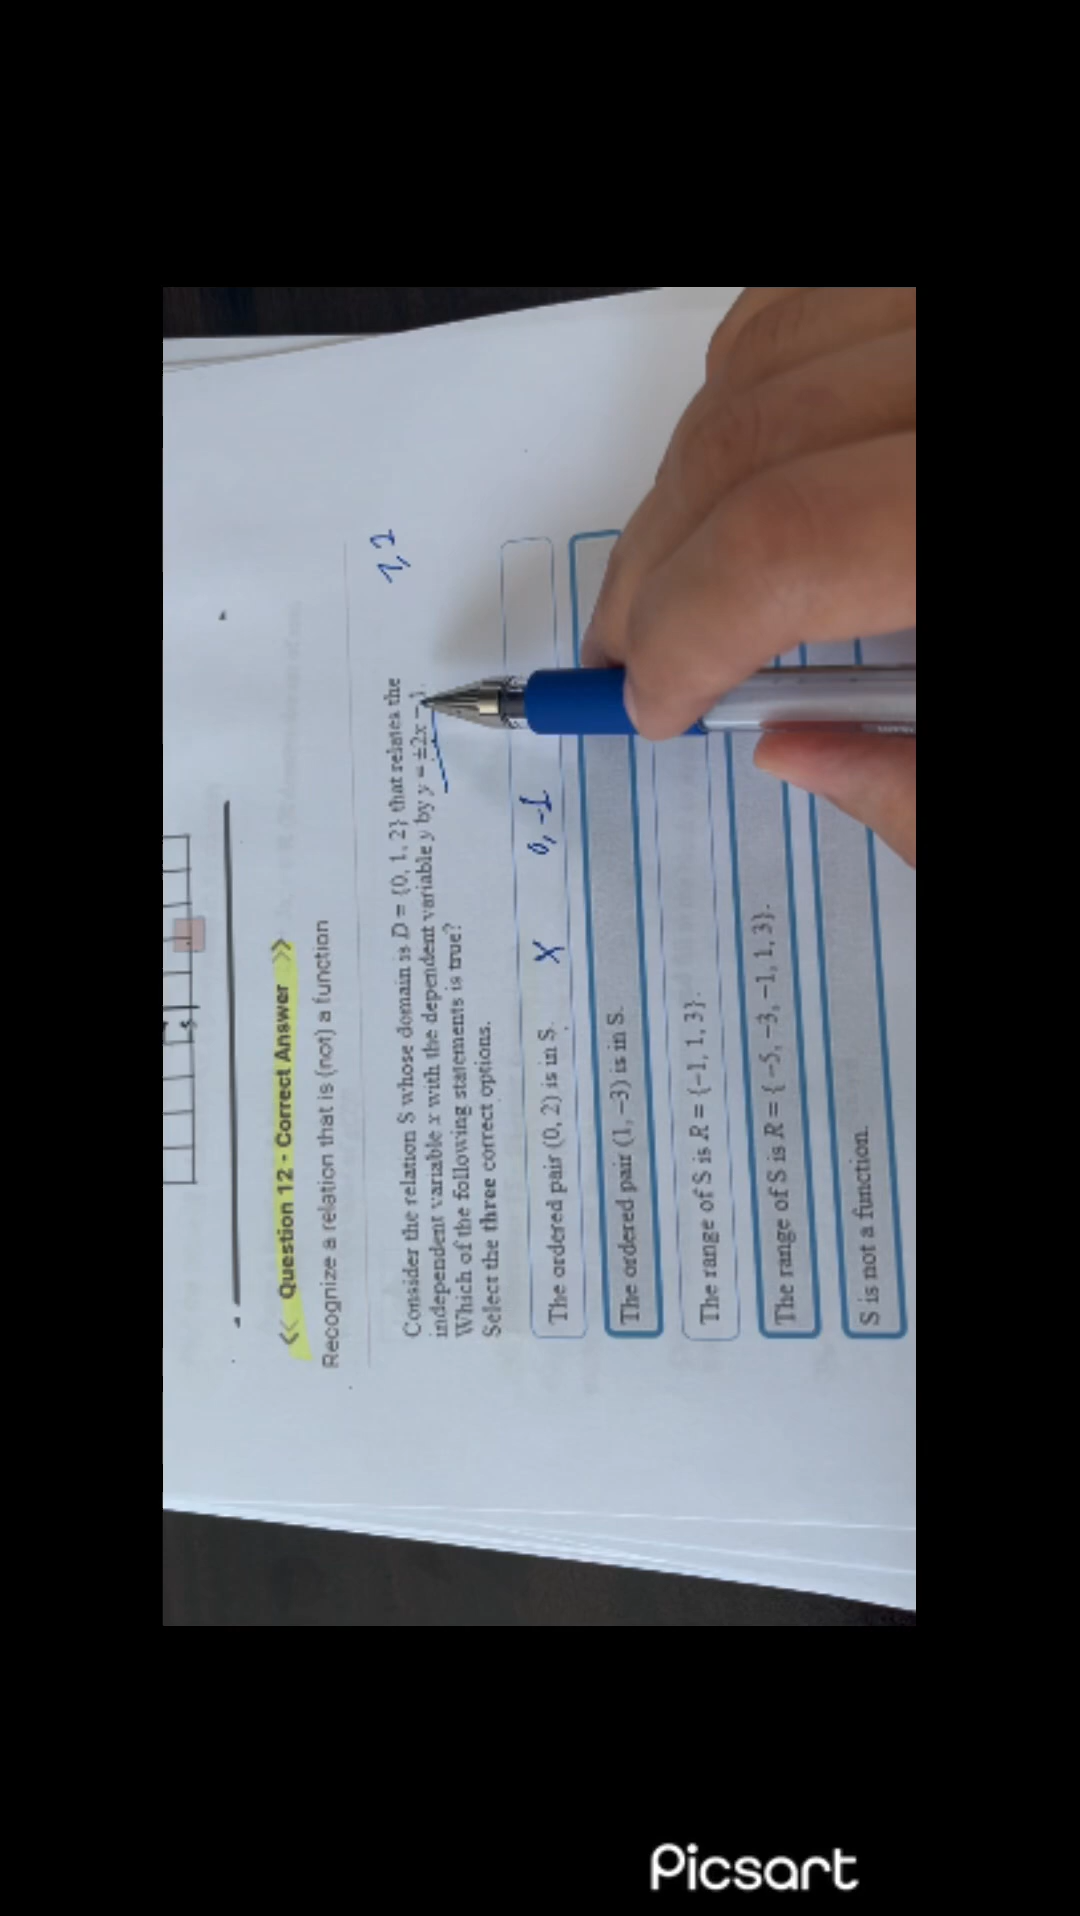 << Question 12 - Correct Answer >>
Recognize a relation that is (not) a function
1, 2
Consider the relation S whose domain is D = {0, 1, 2} that relates the
independent variable x with the dependent variable y by y = ±2x − 1.
Which of the following statements is true?
Select the three correct options.
The ordered pair (0, 2) is in S. X 0, -1
The ordered pair (1, −3) is in S.
The range of S is R = {−1, 1, 3}.
The range of S is R = {−5, −3, −1, 1, 3}.
S is not a function.
Picsart